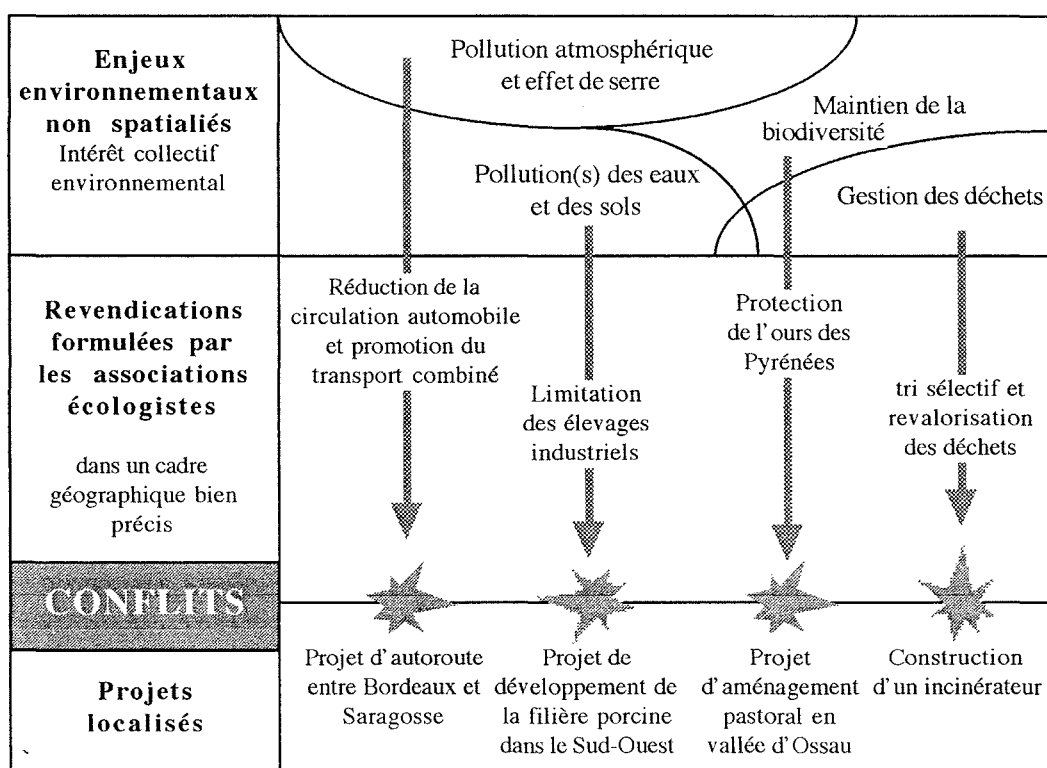 Enjeux
environnementaux
non spatialiés
Intérêt collectif
environnemental
Pollution atmosphérique
et effet de serre
Maintien de la
biodiversité
Pollution(s) des eaux
et des sols
Gestion des déchets
Revendications
formulées par
les associations
écologistes
dans un cadre
géographique bien
précis
Réduction de la
circulation automobile
et promotion du
transport combiné
Limitation
des élevages
industriels
Protection
de l'ours des
Pyrénées
tri sélectif et
revalorisation
des déchets
CONFLITS
Projets
localisés
Projet d'autoroute
entre Bordeaux et
Saragosse
Projet de
développement de
la filière porcine
dans le Sud-Ouest
Projet
d'aménagement
pastoral en
vallée d'Ossau
Construction
d'un incinérateur